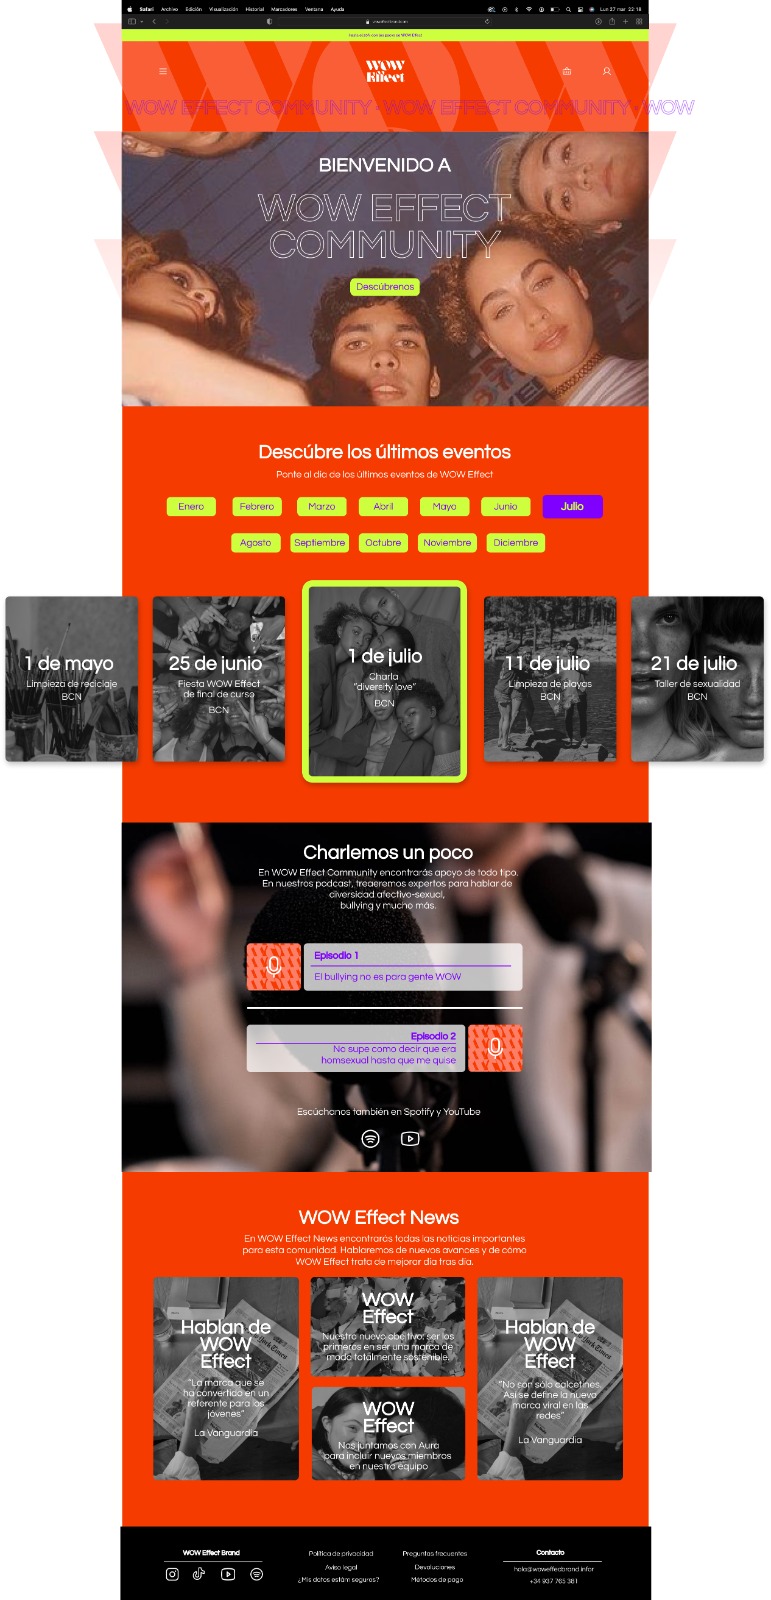 Safari Archivo Edición Visualización Historial Marcadores Ventana Ayuda
Lun 27 mar 22:18
WOW
Effect
WOW EFFECT COMMUNITY · WOW EFFECT COMMUNITY · WOW
BIENVENIDO A
WOW EFFECT
COMMUNITY
Descúbrenos
Descúbre los últimos eventos
Ponte al día de los últimos eventos de WOW Effect
Enero Febrero Marzo Abril Mayo Junio Julio
Agosto Septiembre Octubre Noviembre Diciembre
1 de mayo
Limpieza de reciclaje
BCN
25 de junio
Fiesta WOW Effect
de final de curso
BCN
1 de julio
Charla
"diversity love"
BCN
11 de julio
Limpieza de playas
BCN
21 de julio
Taller de sexualidad
BCN
Charlemos un poco
En WOW Effect Community encontrarás apoyo de todo tipo.
En nuestros podcast, traeremos expertos para hablar de
diversidad afectivo-sexual,
bullying y mucho más.
Episodio 1
El bullying no es para gente WOW
Episodio 2
No supe como decir que era
homsexual hasta que me quise
Escúchanos también en Spotify y YouTube
WOW Effect News
En WOW Effect News encontrarás todas las noticias importantes
para esta comunidad. Hablaremos de nuevos avances y de cómo
WOW Effect trata de mejorar día tras día.
Hablan de
WOW
Effect
"La marca que se
ha convertido en un
referente para los
jóvenes"
La Vanguardia
WOW
Effect
Nuestro nuevo objetivo: ser los
primeros en ser una marca de
moda totálmente sostenible.
WOW
Effect
Nos juntamos con Aura
para incluir nuevos miembros
en nuestro equipo
Hablan de
WOW
Effect
"No son sólo calcetines.
Así se define la nueva
marca viral en las
redes"
La Vanguardia
WOW Effect Brand
Política de privacidad
Aviso legal
¿Mis datos están seguros?
Preguntas frecuentes
Devoluciones
Métodos de pago
Contacto
+34 937 765 381